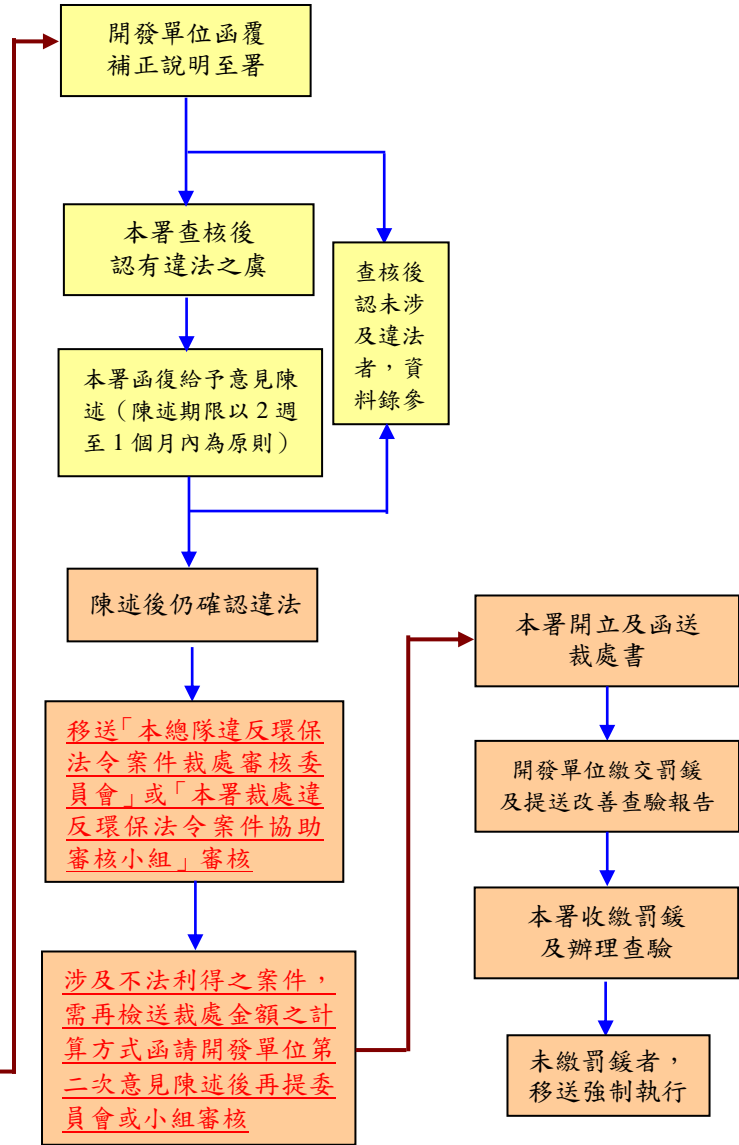 開發單位函覆
補正說明至署
本署查核後
認有違法之虞
查核後
認未涉
及違法
者，資
料錄參
本署函復給予意見陳
述（陳述期限以 2 週
至 1 個月內為原則）
陳述後仍確認違法
移送「本總隊違反環保
法令案件裁處審核委
員會」或「本署裁處違
反環保法令案件協助
審核小組」審核
涉及不法利得之案件，
需再檢送裁處金額之計
算方式函請開發單位第
二次意見陳述後再提委
員會或小組審核
本署開立及函送
裁處書
開發單位繳交罰鍰
及提送改善查驗報告
本署收繳罰鍰
及辦理查驗
未繳罰鍰者，
移送強制執行